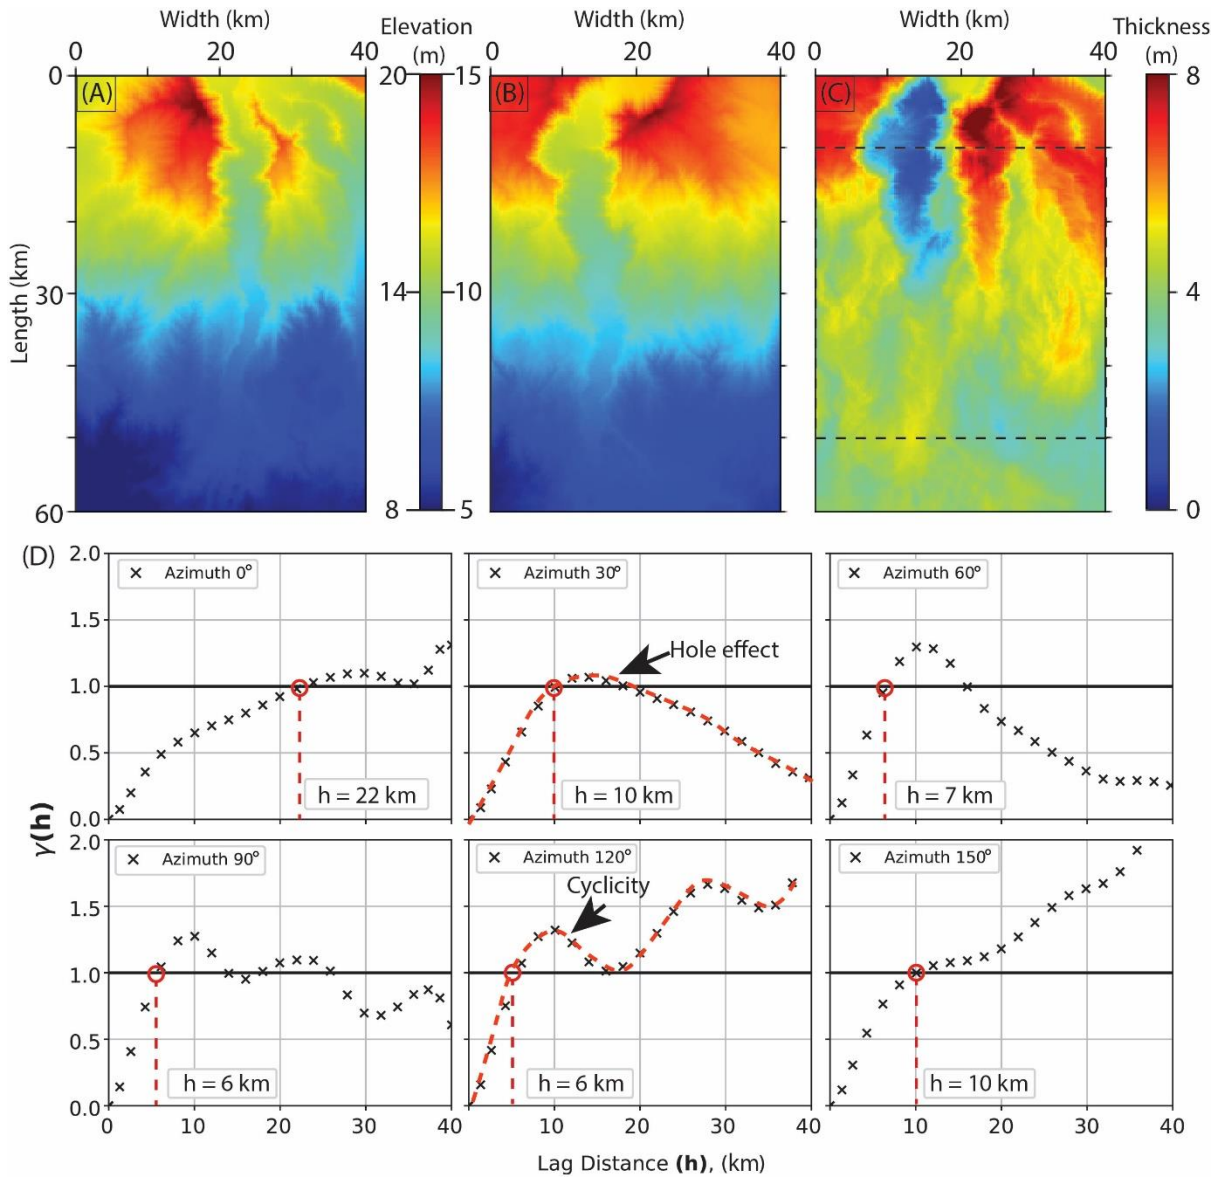 Width (km)
Width (km)
Width (km)
Elevation
(m)
Thickness
(m)
0 20 40
0 20 40
0 20 40
0
30
60
Length (km)
(A)
20
14
8
15
10
5
(B)
(C)
8
4
0
(D)
γ(h)
2.0
1.5
1.0
0.5
0.0
× Azimuth 0°
h = 22 km
× Azimuth 30°
Hole effect
h = 10 km
× Azimuth 60°
h = 7 km
2.0
1.5
1.0
0.5
0.0
× Azimuth 90°
h = 6 km
× Azimuth 120°
Cyclicity
h = 6 km
× Azimuth 150°
h = 10 km
0 10 20 30 40
10 20 30 40
10 20 30 40
Lag Distance (h), (km)